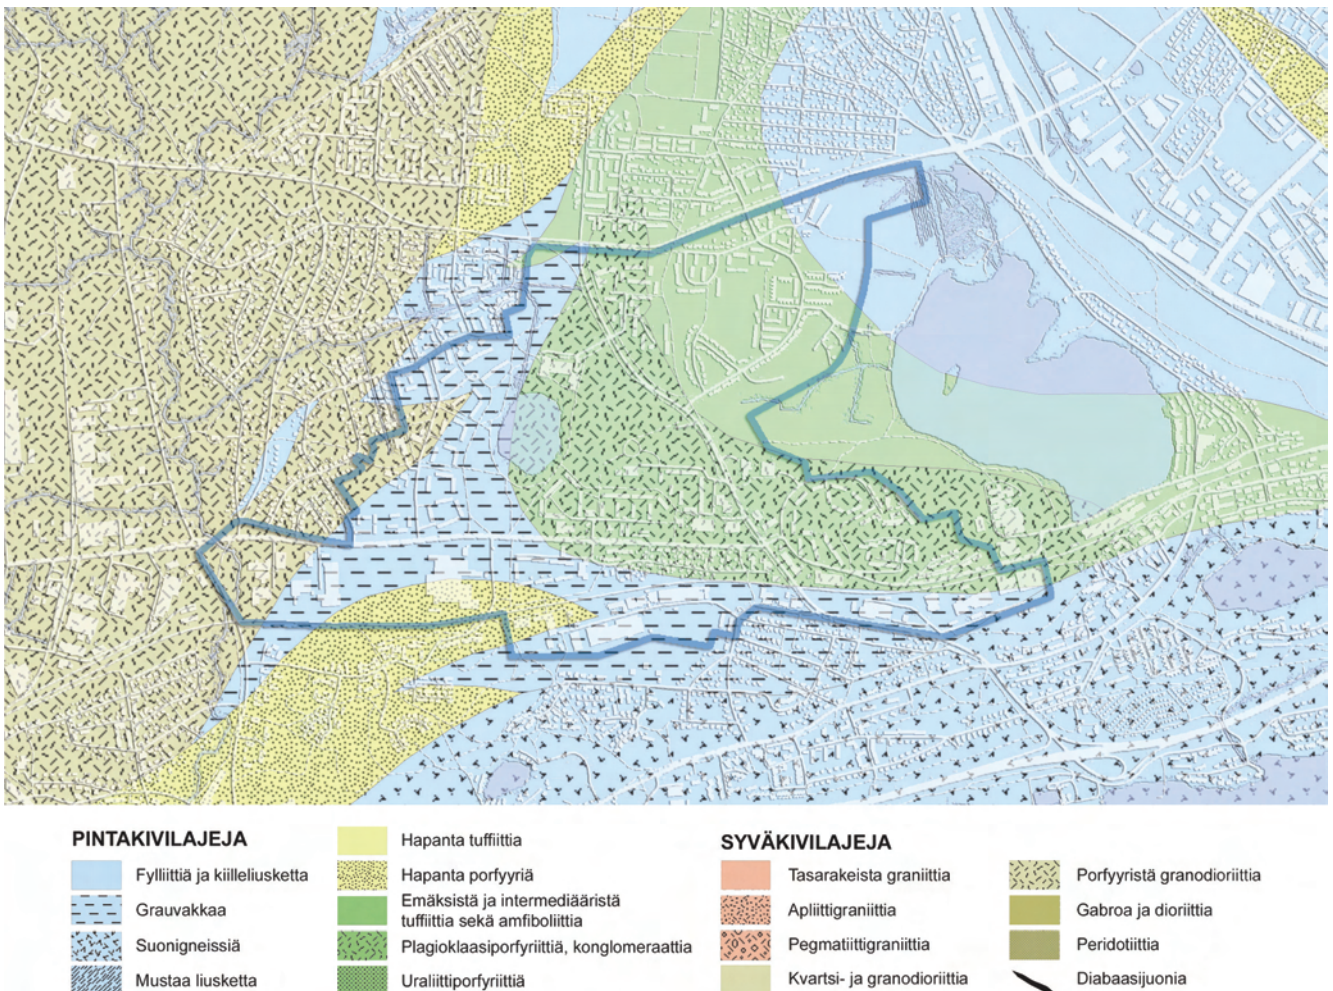 PINTAKIVILAJEJA
Fylliittiä ja kiilleliusketta
Grauvakkaa
Suonigneissiä
Mustaa liusketta
Hapanta tuffiittia
Hapanta porfyyriä
Emäksistä ja intermediääristä
tuffiittia sekä amfiboliittia
Plagioklaasiporfyriittiä, konglomeraattia
Uraliittiporfyriittiä
SYVÄKIVILAJEJA
Tasarakeista graniittia
Apliittigraniittia
Pegmatiittigraniittia
Kvartsi- ja granodioriittia
Porfyyristä granodioriittia
Gabroa ja dioriittia
Peridotiittia
Diabaasijuonia